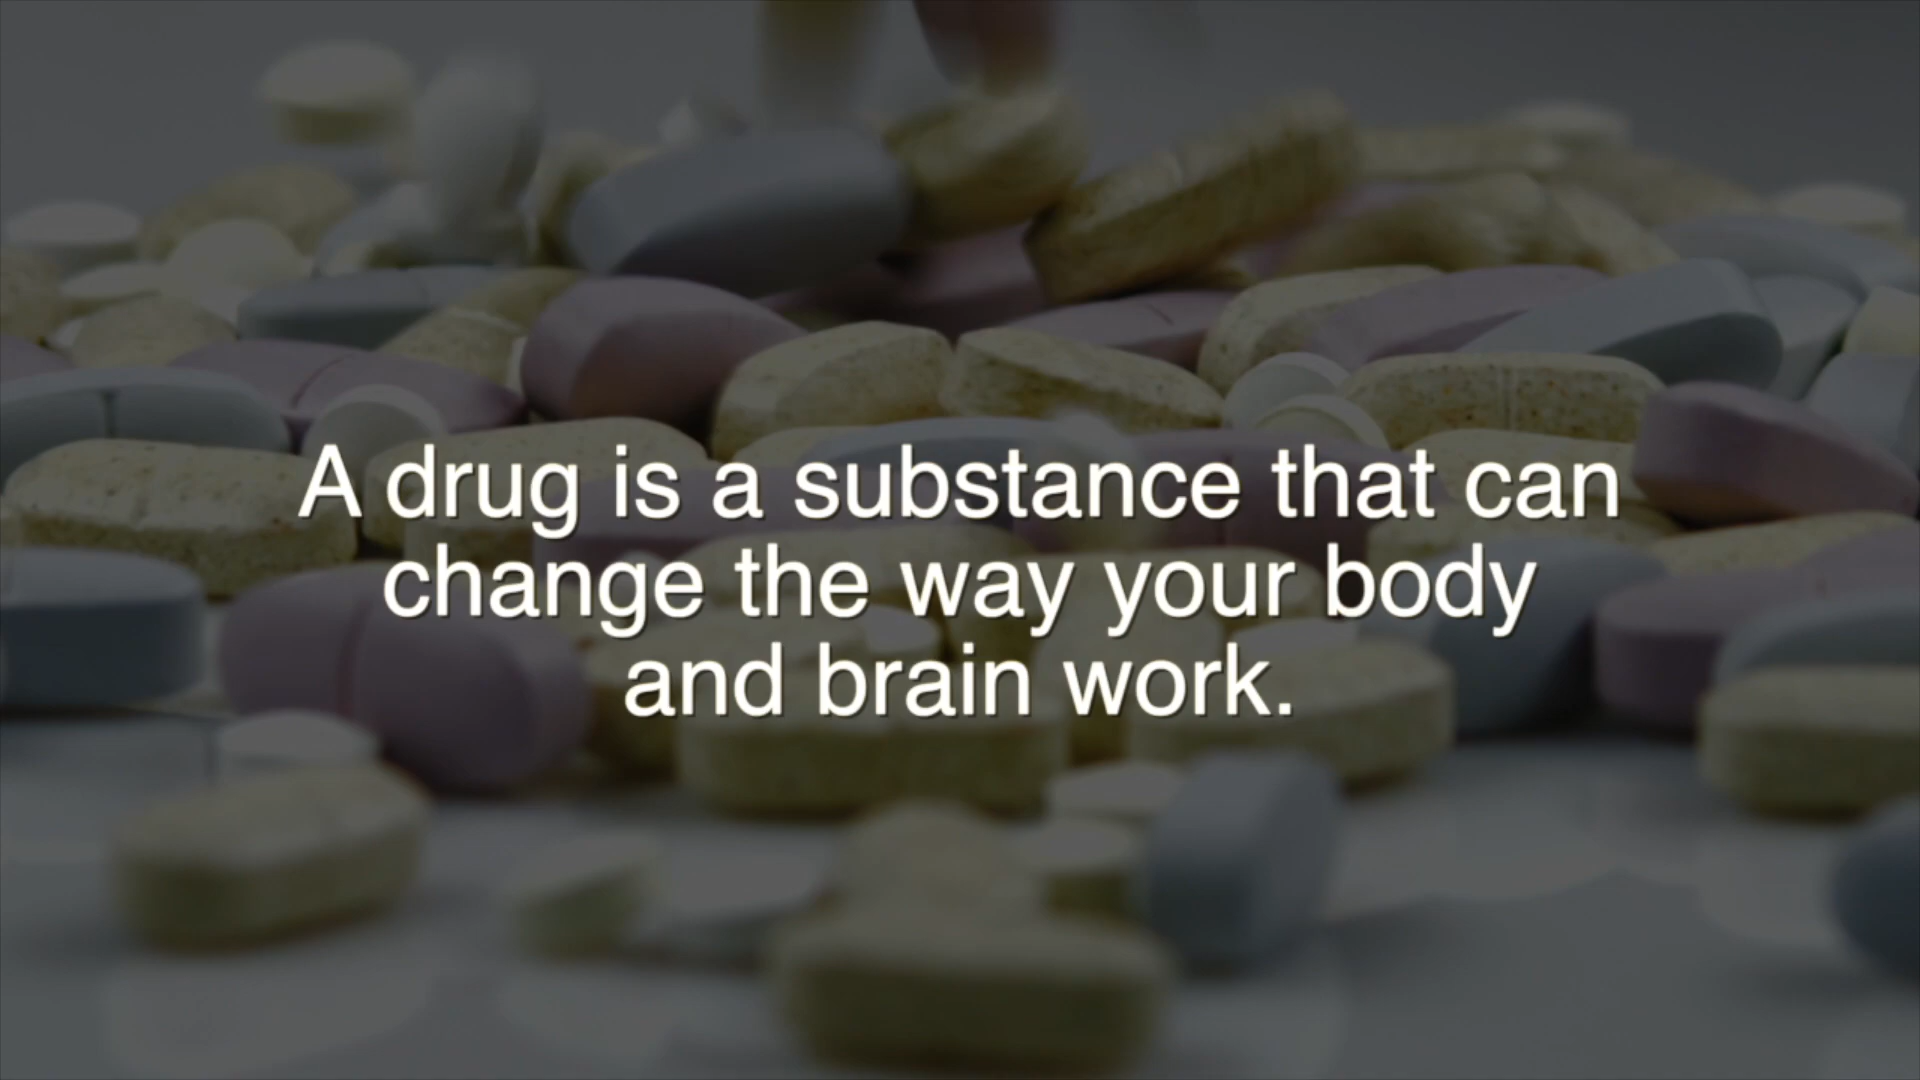 A drug is a substance that can
change the way your body
and brain work.